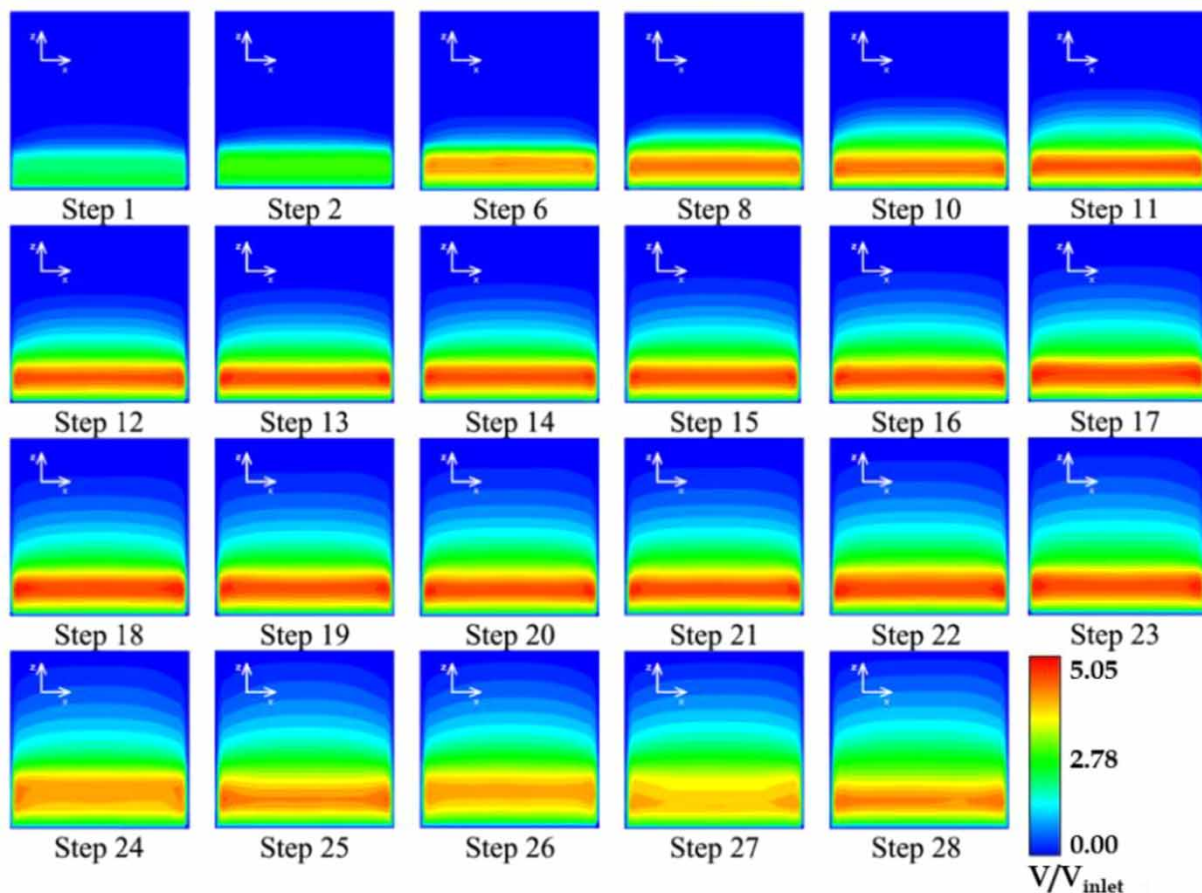 z x z x z x z x z x z x
Step 1 Step 2 Step 6 Step 8 Step 10 Step 11
z x z x z x z x z x z x
Step 12 Step 13 Step 14 Step 15 Step 16 Step 17
z x z x z x z x z x z x
Step 18 Step 19 Step 20 Step 21 Step 22 Step 23
z x z x z x z x z x
5.05
2.78
0.00
Step 24 Step 25 Step 26 Step 27 Step 28
V/Vinlet